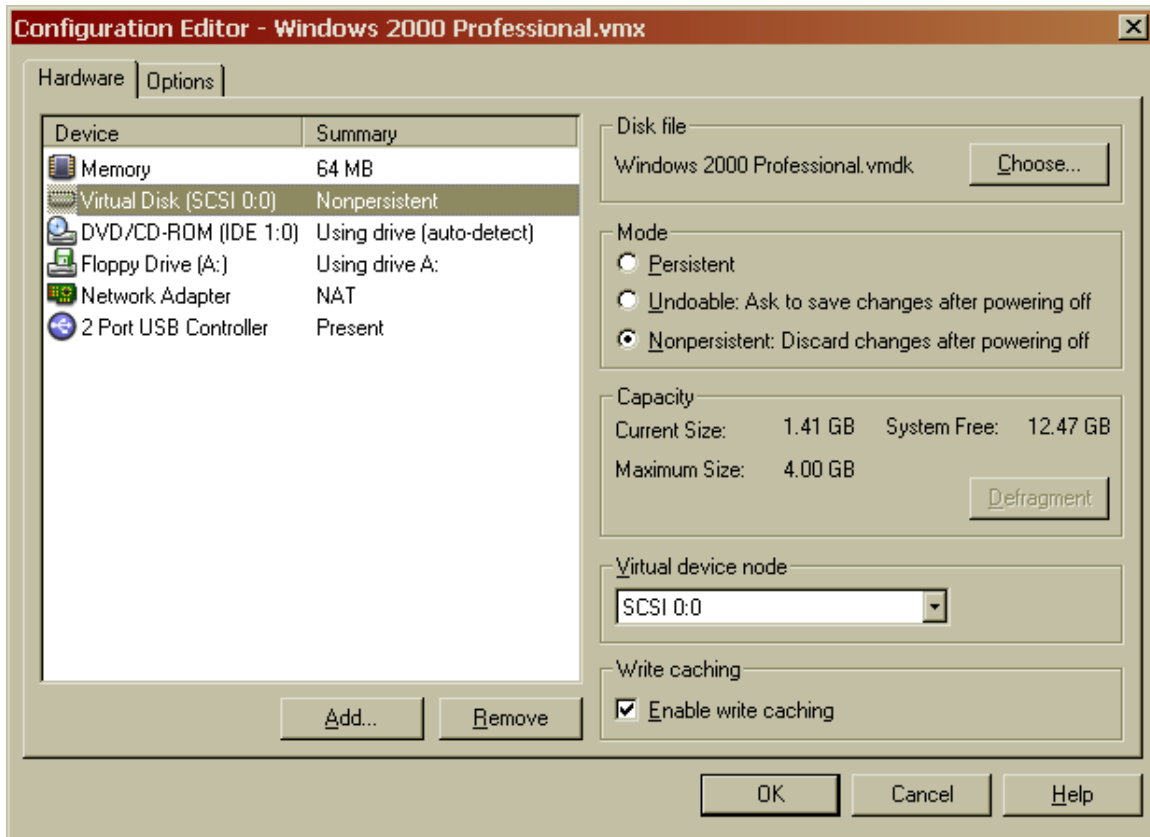 Configuration Editor - Windows 2000 Professional.vmx
Hardware
Options
Device Summary
Memory 64 MB
Virtual Disk (SCSI 0:0) Nonpersistent
DVD/CD-ROM (IDE 1:0) Using drive (auto-detect)
Floppy Drive (A:) Using drive A:
Network Adapter NAT
2 Port USB Controller Present
Add...
Remove
Disk file
Windows 2000 Professional.vmdk
Choose...
Mode
Persistent
Undoable: Ask to save changes after powering off
Nonpersistent: Discard changes after powering off
Capacity
Current Size: 1.41 GB System Free: 12.47 GB
Maximum Size: 4.00 GB
Defragment
Virtual device node
SCSI 0:0
Write caching
Enable write caching
OK
Cancel
Help